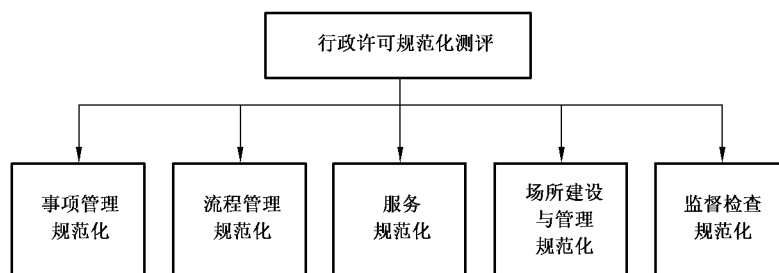 行政许可规范化测评
事项管理
规范化
流程管理
规范化
服务
规范化
场所建设
与管理
规范化
监督检查
规范化